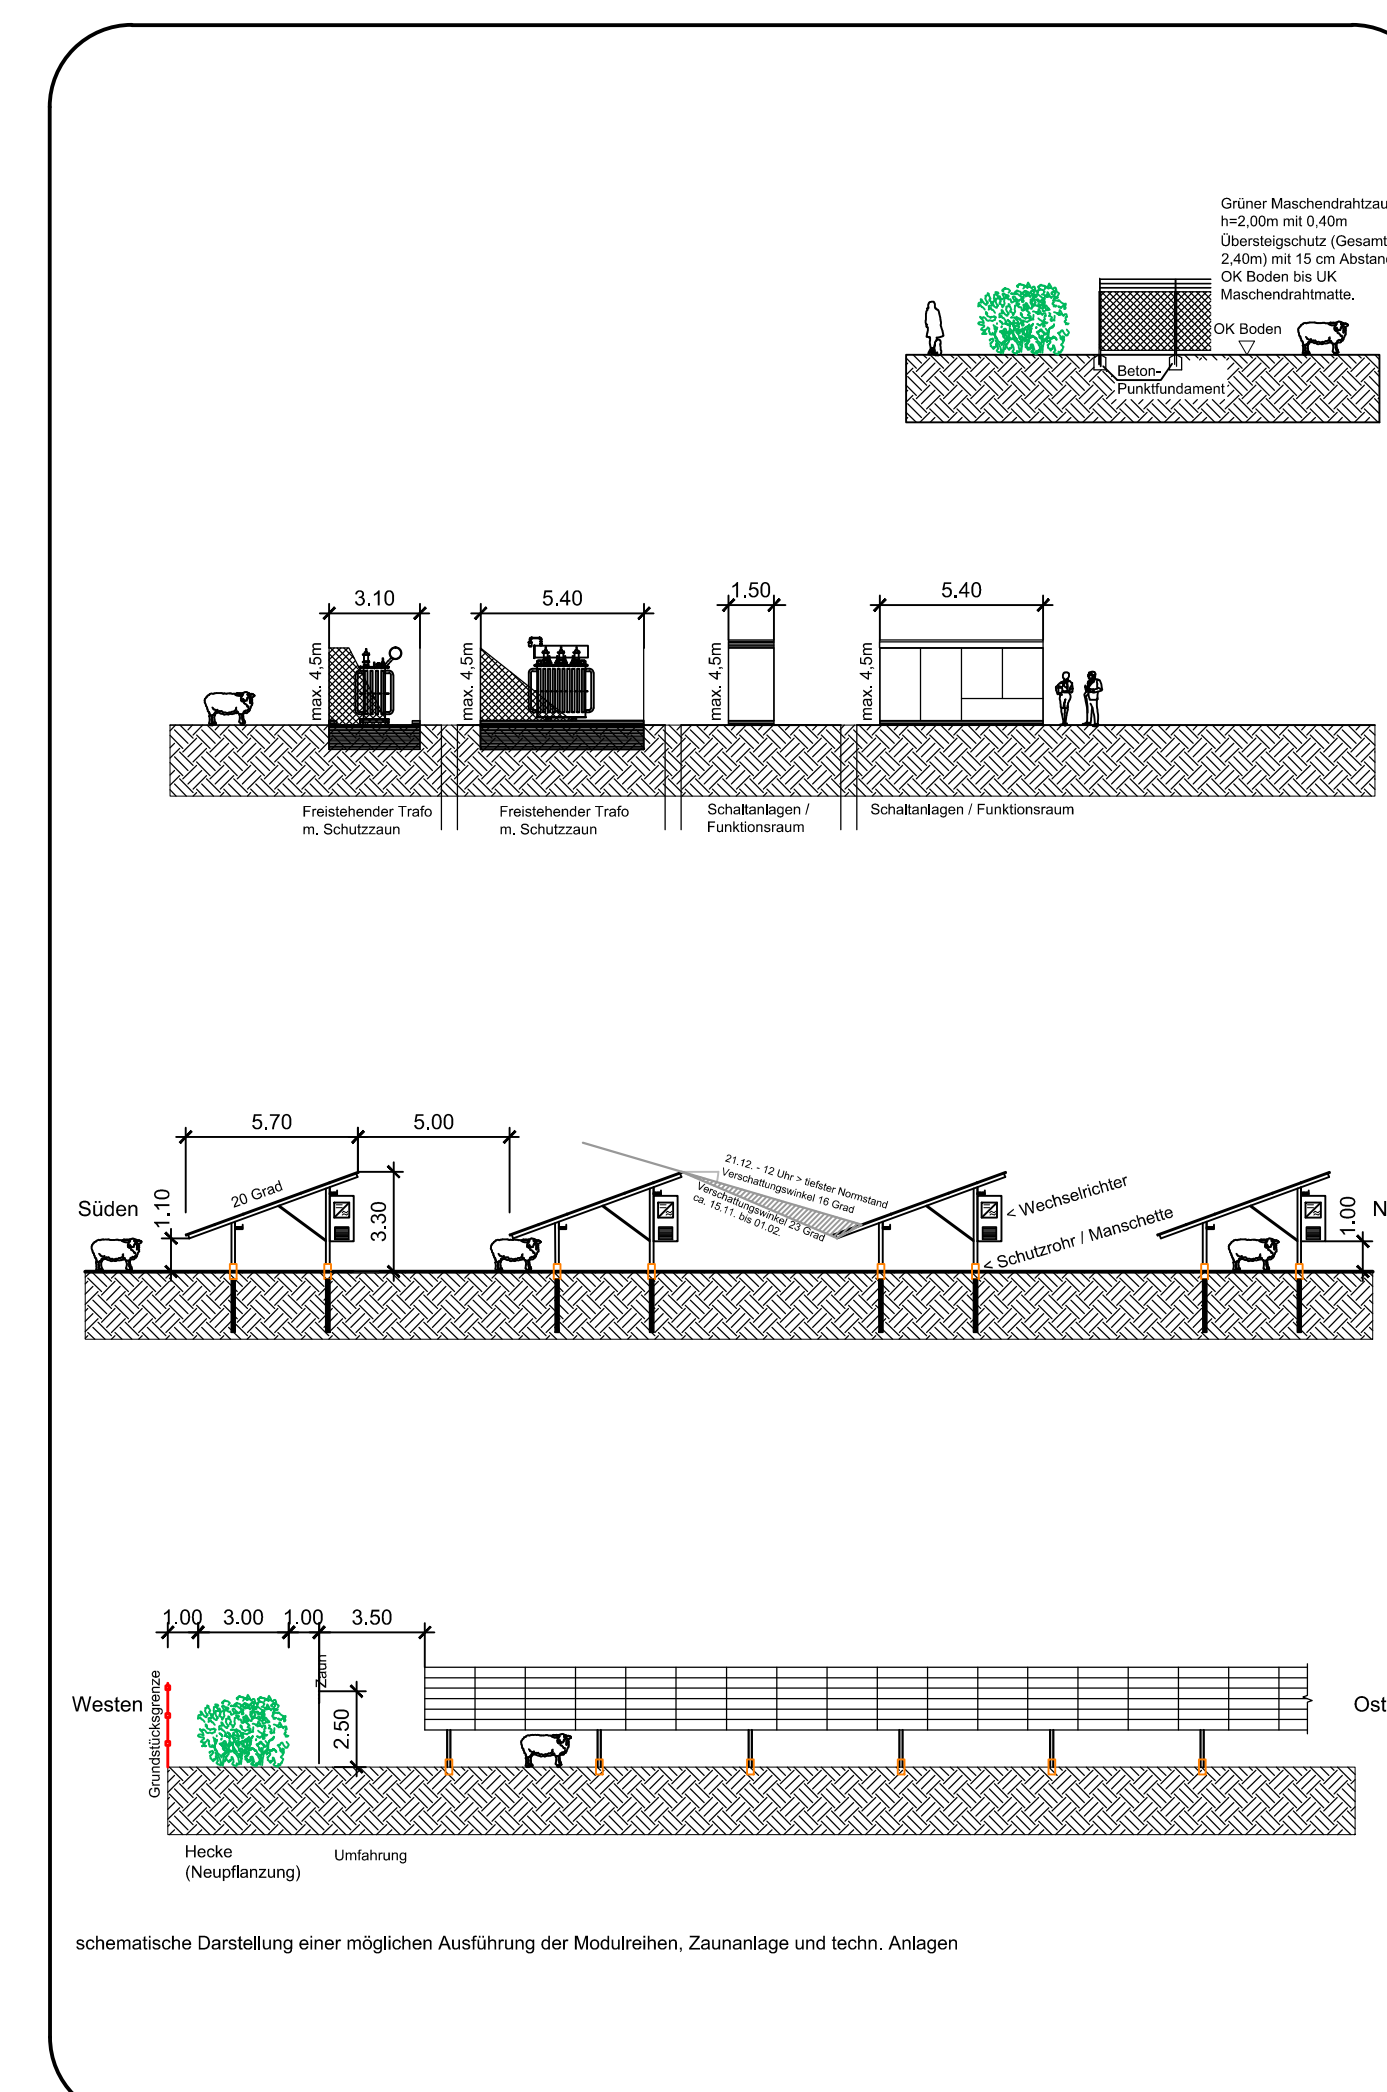 Grüner Maschendrahtzau
h=2,00m mit 0,40m
Übersteigschutz (Gesamt
2,40m) mit 15 cm Abstand
OK Boden bis UK
Maschendrahtmatte.
OK Boden
Beton-
Punktfundament
3.10
5.40
1.50
5.40
max. 4,5m
max. 4,5m
max. 4,5m
max. 4,5m
Freistehender Trafo
m. Schutzzaun
Freistehender Trafo
m. Schutzzaun
Schaltanlagen /
Funktionsraum
Schaltanlagen / Funktionsraum
5.70
5.00
21.12. - 12 Uhr > tiefster Normstand
Verschattungswinkel 16 Grad
Verschattungswinkel 23 Grad
ca. 15.11. bis 01.02.
20 Grad
Süden
1.10
3.30
< Wechselrichter
< Schutzrohr / Manschette
1.00
N
1.00
3.00
1.00
3.50
Zaun
Westen
Grundstücksgrenze
2.50
Ost
Hecke
(Neupflanzung)
Umfahrung
schematische Darstellung einer möglichen Ausführung der Modulreihen, Zaunanlage und techn. Anlagen